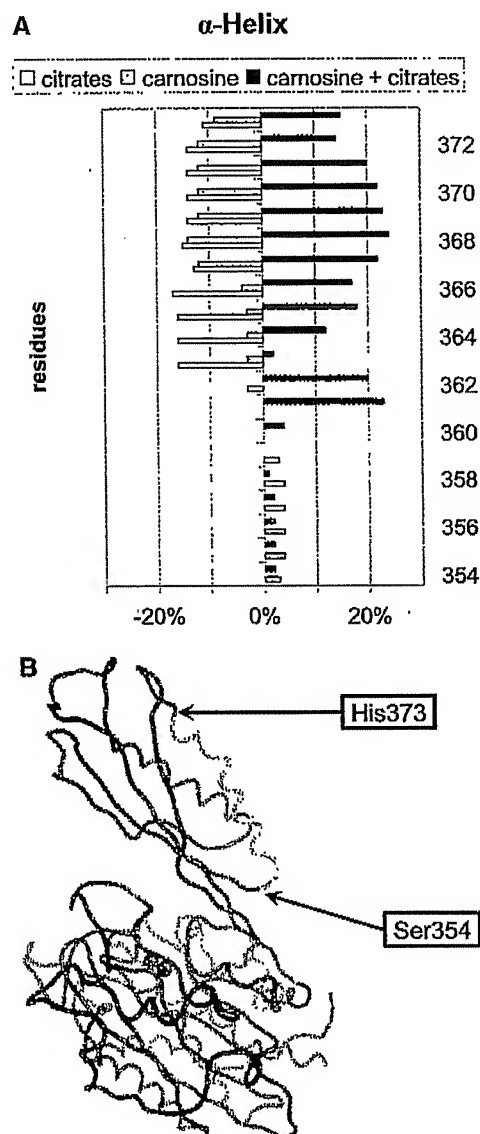 A
α-Helix
citrates carnosine carnosine + citrates
residues
372
370
368
366
364
362
360
358
356
354
-20% 0% 20%
B
His373
Ser354